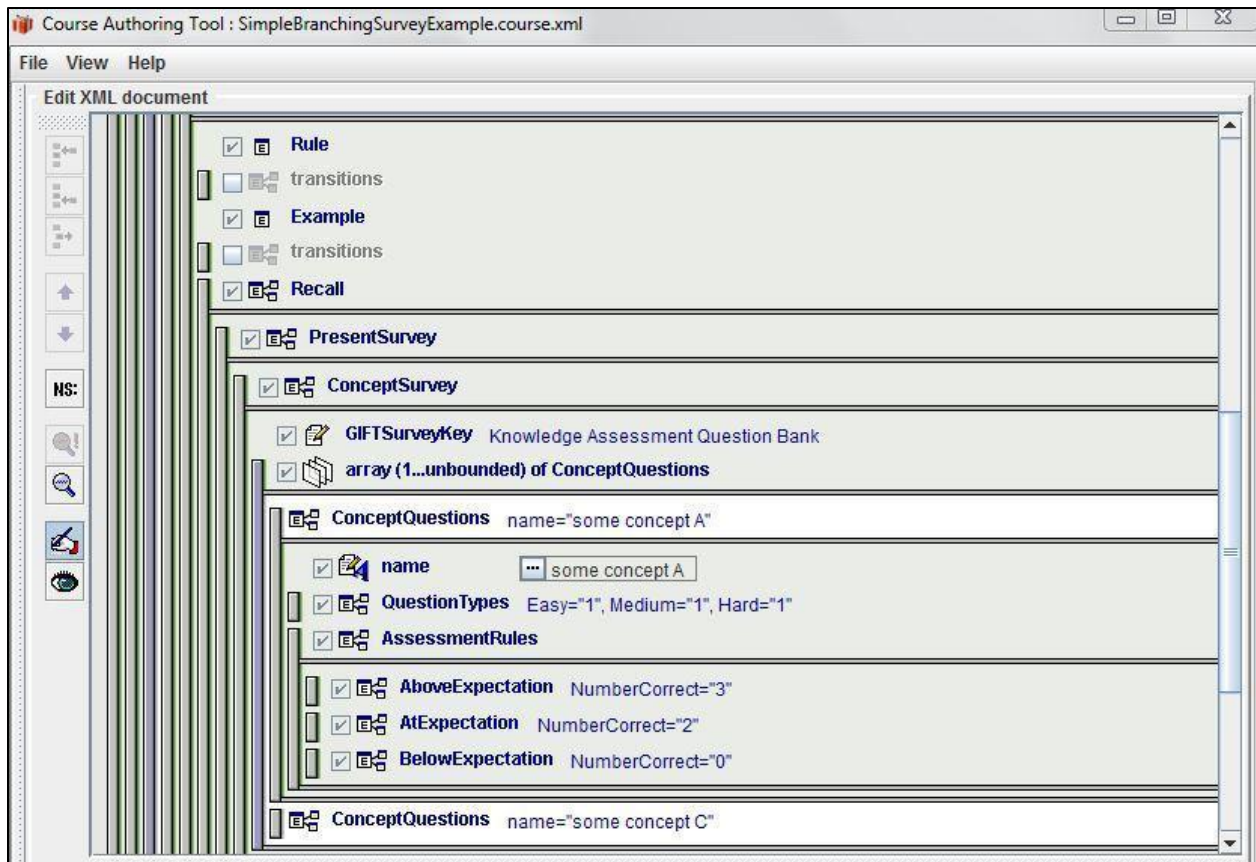 Course Authoring Tool : SimpleBranchingSurveyExample.course.xml
File View Help
Edit XML document
Rule
transitions
Example
transitions
Recall
PresentSurvey
NS:
ConceptSurvey
GIFTSurveyKey Knowledge Assessment Question Bank
array (1...unbounded) of ConceptQuestions
ConceptQuestions name="some concept A"
name some concept A
QuestionTypes Easy="1", Medium="1", Hard="1"
AssessmentRules
AboveExpectation NumberCorrect="3"
AtExpectation NumberCorrect="2"
BelowExpectation NumberCorrect="0"
ConceptQuestions name="some concept C"